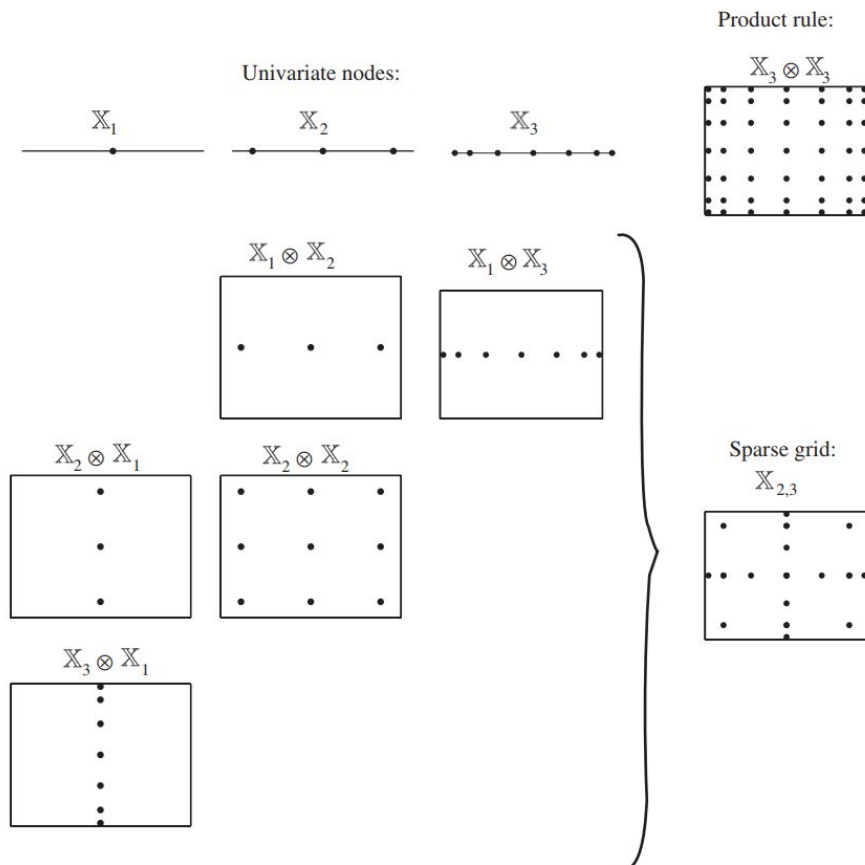 Product rule:
Univariate nodes:
𝕏₃ ⊗ 𝕏₃
𝕏₁
𝕏₂
𝕏₃
𝕏₁ ⊗ 𝕏₂
𝕏₁ ⊗ 𝕏₃
𝕏₂ ⊗ 𝕏₁
𝕏₂ ⊗ 𝕏₂
Sparse grid:
𝕏₂,₃
𝕏₃ ⊗ 𝕏₁